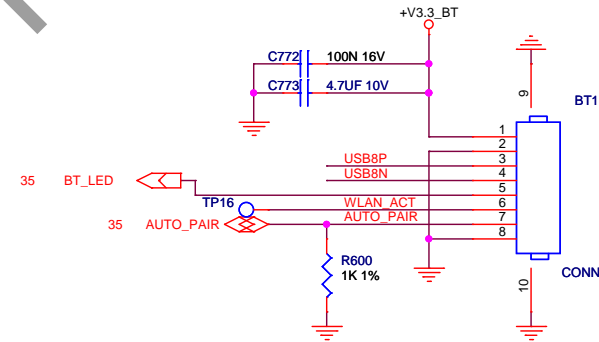 +V3.3_BT
C772 100N 16V
C773 4.7UF 10V
9
BT1
1
2
USB8P 3
USB8N 4
35 BT_LED 5
TP16 WLAN_ACT 6
35 AUTO_PAIR AUTO_PAIR 7
8
R600
1K 1%
10
CONN